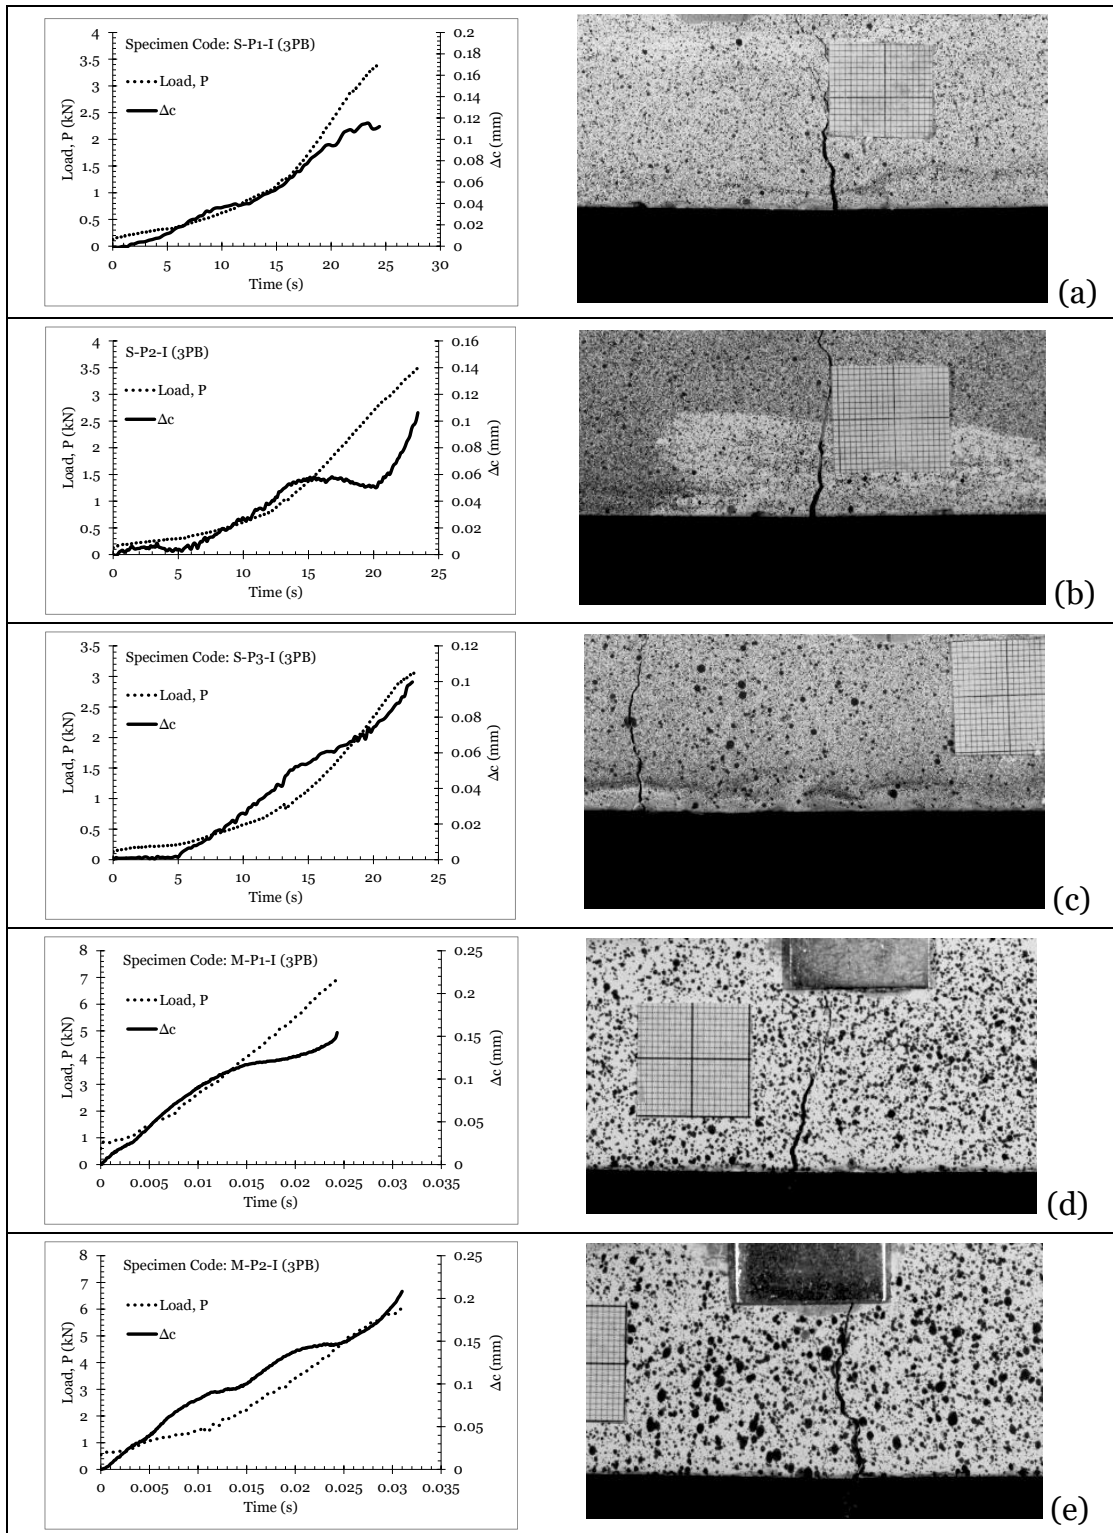 Specimen Code: S-P1-I (3PB)
Load, P
Δc
Load, P (kN)
4
3.5
3
2.5
2
1.5
1
0.5
0
0.2
0.18
0.16
0.14
0.12
0.1
0.08
0.06
0.04
0.02
0
Δc (mm)
0 5 10 15 20 25 30
Time (s)
(a)
S-P2-I (3PB)
Load, P
Δc
Load, P (kN)
4
3.5
3
2.5
2
1.5
1
0.5
0
0.16
0.14
0.12
0.1
0.08
0.06
0.04
0.02
0
Δc (mm)
0 5 10 15 20 25
Time (s)
(b)
Specimen Code: S-P3-I (3PB)
Load, P
Δc
Load, P (kN)
3.5
3
2.5
2
1.5
1
0.5
0
0.12
0.1
0.08
0.06
0.04
0.02
0
Δc (mm)
0 5 10 15 20 25
Time (s)
(c)
Specimen Code: M-P1-I (3PB)
Load, P
Δc
Load, P (kN)
8
7
6
5
4
3
2
1
0
0.25
0.2
0.15
0.1
0.05
0
Δc (mm)
0 0.005 0.01 0.015 0.02 0.025 0.03 0.035
Time (s)
(d)
Specimen Code: M-P2-I (3PB)
Load, P
Δc
Load, P (kN)
8
7
6
5
4
3
2
1
0
0.25
0.2
0.15
0.1
0.05
0
Δc (mm)
0 0.005 0.01 0.015 0.02 0.025 0.03 0.035
Time (s)
(e)